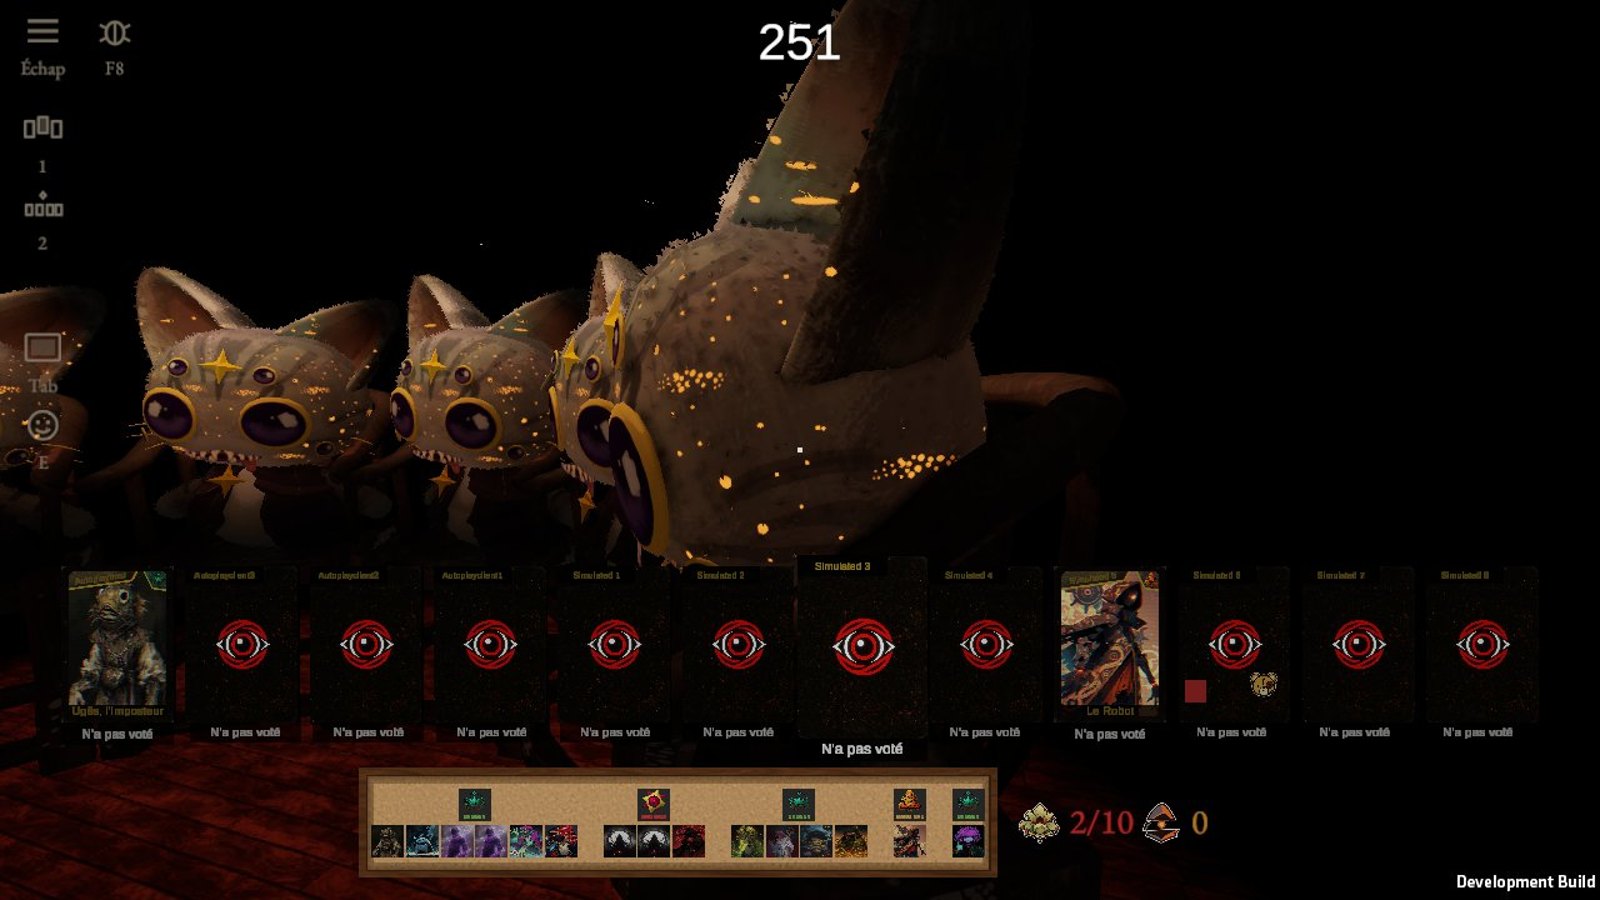 251
Échap
F8
1
2
Tab
E
Autoplayclient3
Autoplayclient2
Autoplayclient1
Simulated 1
Simulated 2
Simulated 3
Simulated 4
Simulated 6
Simulated 7
Simulated 8
Uglis, l'Imposteur
Le Robot
N'a pas voté
N'a pas voté
N'a pas voté
N'a pas voté
N'a pas voté
N'a pas voté
N'a pas voté
N'a pas voté
N'a pas voté
N'a pas voté
N'a pas voté
N'a pas voté
2/10
0
Development Build